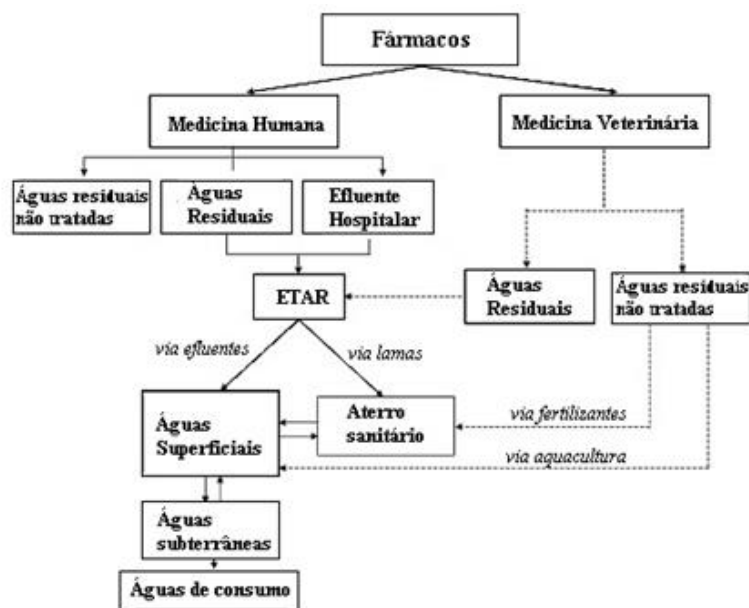 Fármacos
Medicina Humana
Medicina Veterinária
Águas residuais
não tratadas
Águas
Residuais
Efluente
Hospitalar
ETAR
Águas
Residuais
Águas residuais
não tratadas
via efluentes
via lamas
Águas
Superficiais
Aterro
sanitário
via fertilizantes
via aquacultura
Águas
subterrâneas
Águas de consumo